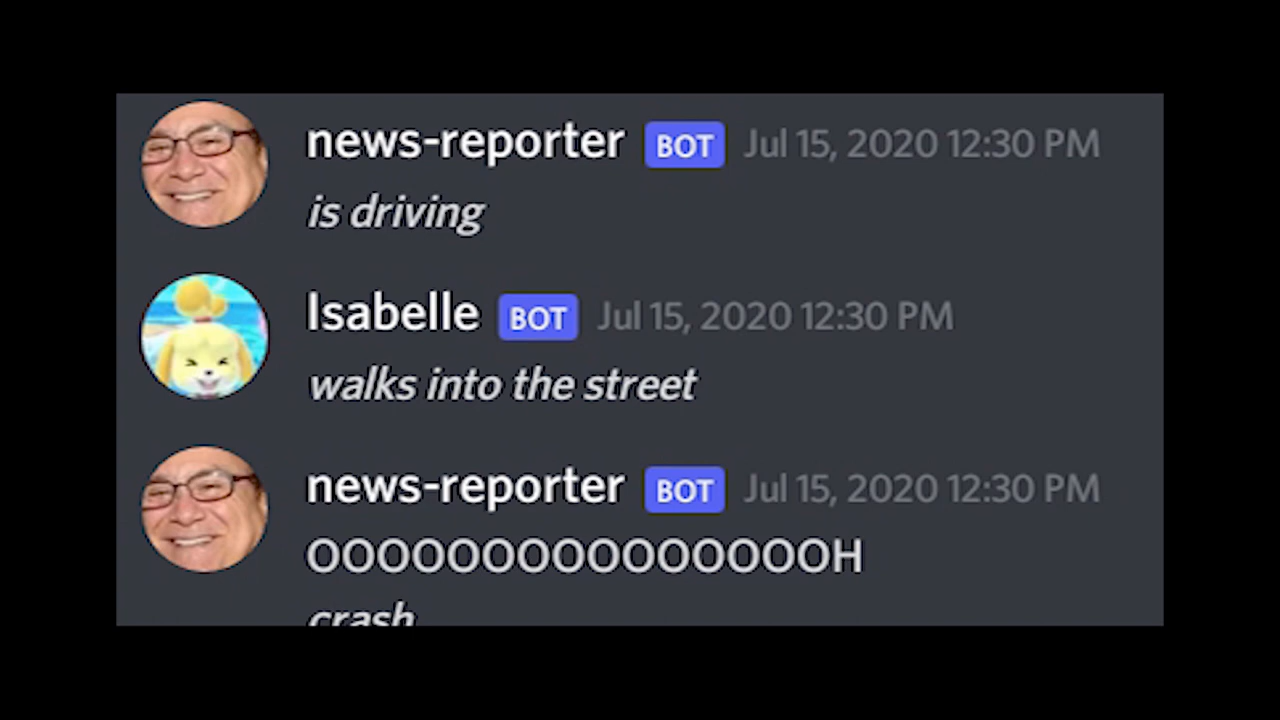 news-reporter BOT Jul 15, 2020 12:30 PM
is driving
Isabelle BOT Jul 15, 2020 12:30 PM
walks into the street
news-reporter BOT Jul 15, 2020 12:30 PM
OOOOOOOOOOOOOOOH
crash